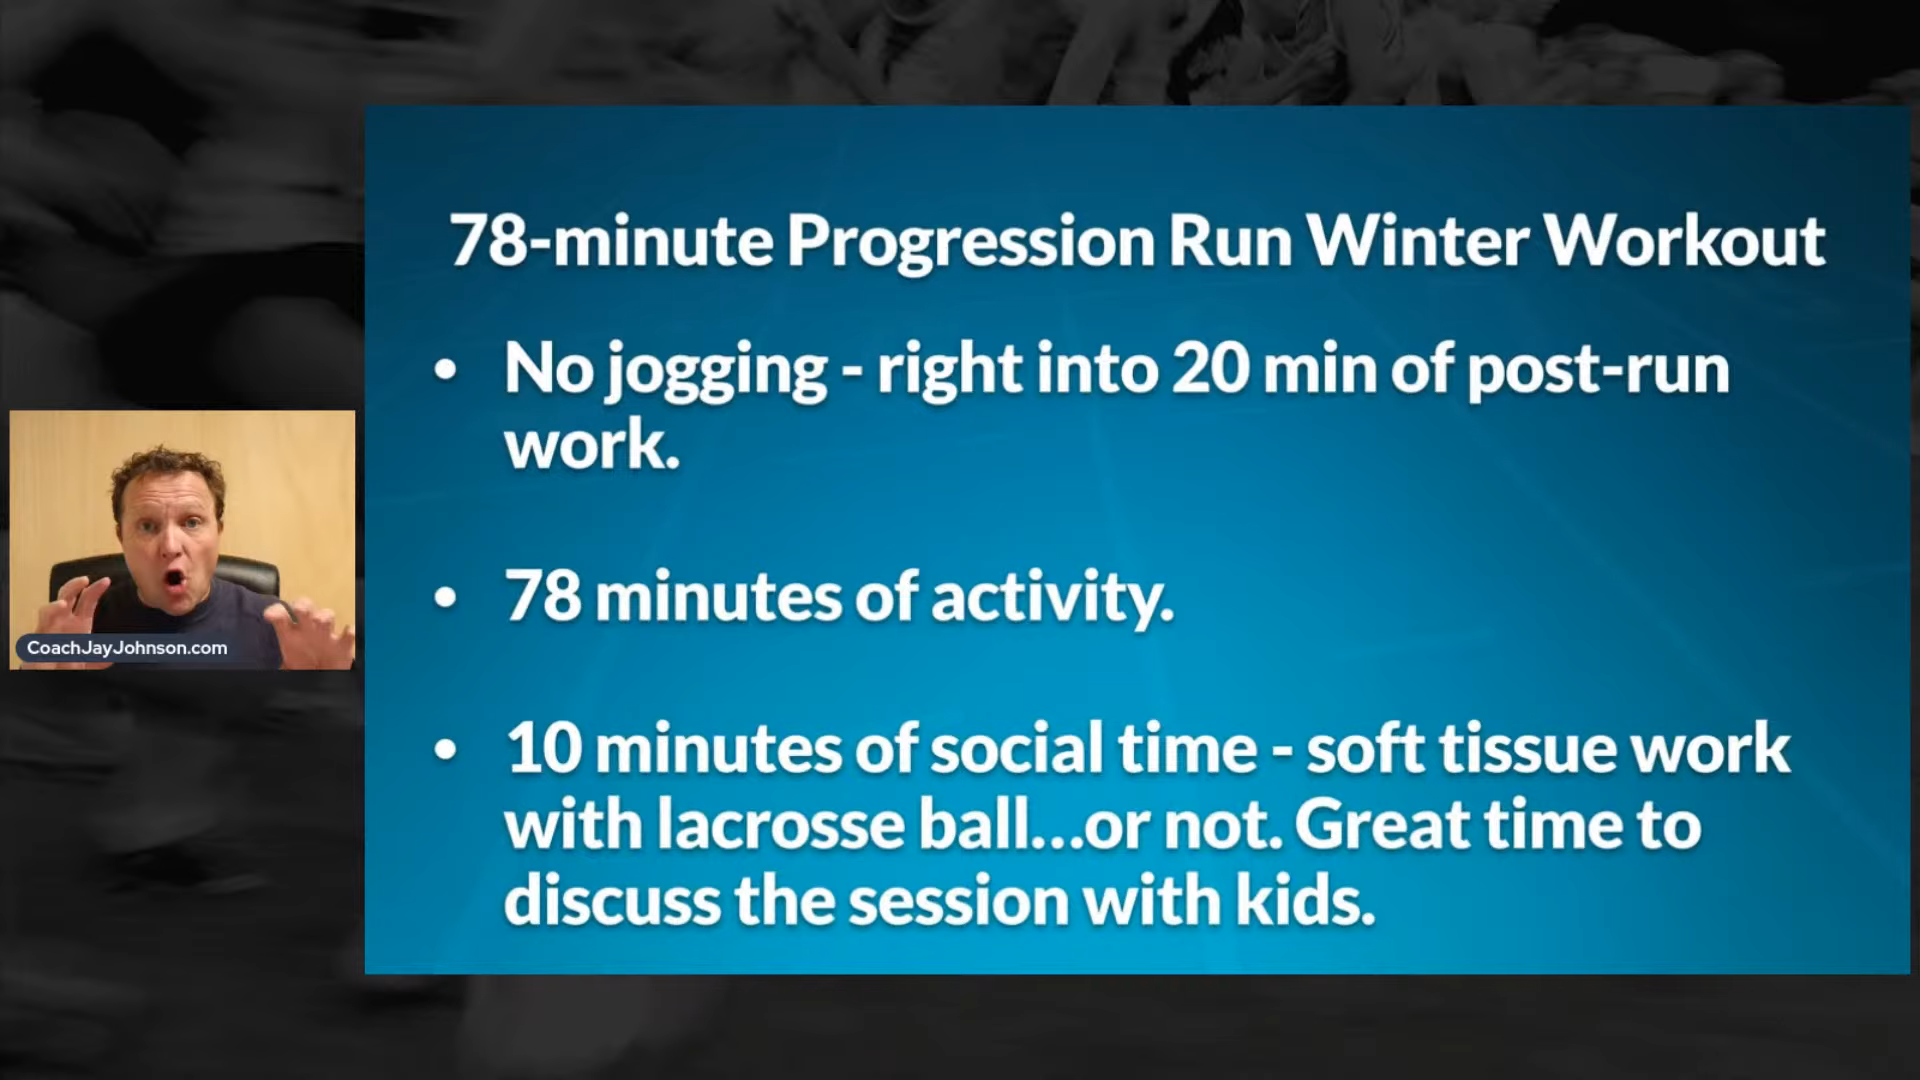 78-minute Progression Run Winter Workout
• No jogging - right into 20 min of post-run
work.
• 78 minutes of activity.
• 10 minutes of social time - soft tissue work
with lacrosse ball...or not. Great time to
discuss the session with kids.
CoachJayJohnson.com